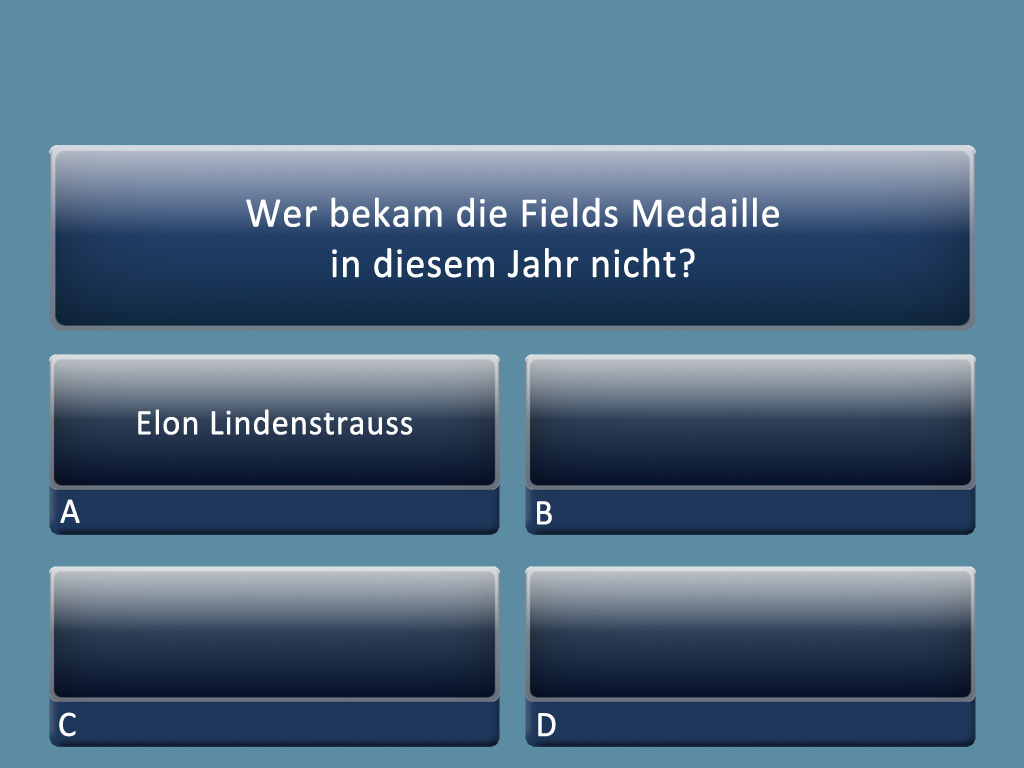 Wer bekam die Fields Medaille
in diesem Jahr nicht?
Elon Lindenstrauss
A
B
C
D